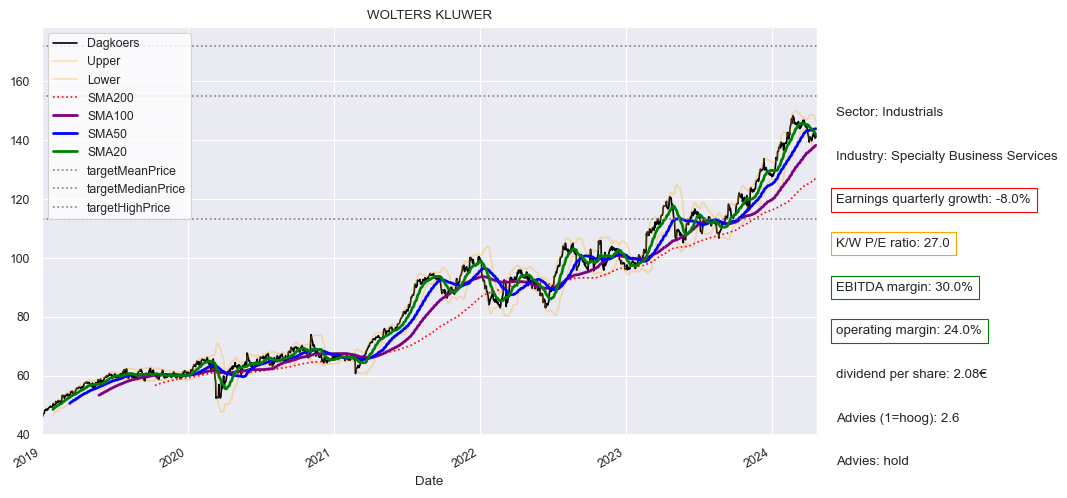 WOLTERS KLUWER
Dagkoers
Upper
Lower
SMA200
SMA100
SMA50
SMA20
targetMeanPrice
targetMedianPrice
targetHighPrice
160
140
120
100
80
60
40
2019
2020
2021
2022
2023
2024
Date
Sector: Industrials
Industry: Specialty Business Services
Earnings quarterly growth: -8.0%
K/W P/E ratio: 27.0
EBITDA margin: 30.0%
operating margin: 24.0%
dividend per share: 2.08€
Advies (1=hoog): 2.6
Advies: hold